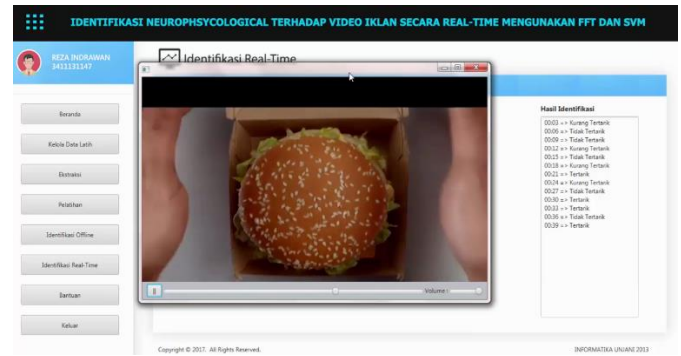 IDENTIFIKASI NEUROPHSYCOLOGICAL TERHADAP VIDEO IKLAN SECARA REAL-TIME MENGUNAKAN FFT DAN SVM
REZA INDRAWAN
3411131147
Identifikasi Real-Time
Beranda
Kelola Data Latih
Ekstraksi
Pelatihan
Identifikasi Offline
Identifikasi Real-Time
Bantuan
Keluar
Volume :
Hasil Identifikasi
00:03 => Kurang Tertarik
00:06 => Tidak Tertarik
00:09 => Tidak Tertarik
00:12 => Kurang Tertarik
00:15 => Tidak Tertarik
00:18 => Kurang Tertarik
00:21 => Tertarik
00:24 => Kurang Tertarik
00:27 => Tidak Tertarik
00:30 => Tertarik
00:33 => Tertarik
00:36 => Tidak Tertarik
00:39 => Tertarik
Copyright © 2017. All Rights Reserved.
INFORMATIKA UNJANI 2013